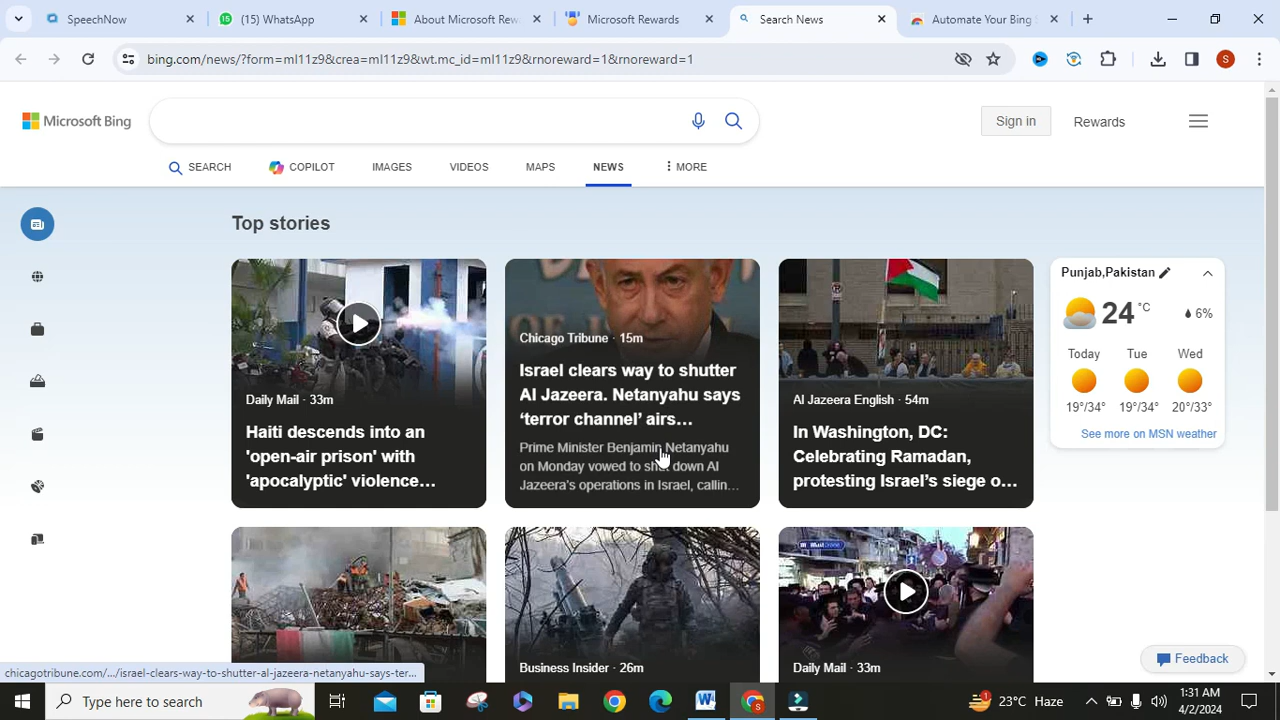 SpeechNow
(15) WhatsApp
About Microsoft Rew
Microsoft Rewards
Search News
Automate Your Bing
bing.com/news/?form=ml11z9&crea=ml11z9&wt.mc_id=ml11z9&rnoreward=1&rnoreward=1
S
Microsoft Bing
Sign in
Rewards
SEARCH
COPILOT
IMAGES
VIDEOS
MAPS
NEWS
MORE
Top stories
Daily Mail · 33m
Haiti descends into an
'open-air prison' with
'apocalyptic' violence…
Chicago Tribune · 15m
Israel clears way to shutter
Al Jazeera. Netanyahu says
‘terror channel’ airs…
Prime Minister Benjamin Netanyahu
on Monday vowed to shut down Al
Jazeera's operations in Israel, callin…
Al Jazeera English · 54m
In Washington, DC:
Celebrating Ramadan,
protesting Israel’s siege o…
Punjab,Pakistan
24 °C
6%
Today
Tue
Wed
19°/34°
19°/34°
20°/33°
See more on MSN weather
Business Insider · 26m
Daily Mail · 33m
Feedback
chicagotribune.com/…/israel-clears-way-to-shutter-al-jazeera-netanyahu-says-ter…
Type here to search
23°C Haze
1:31 AM
4/2/2024